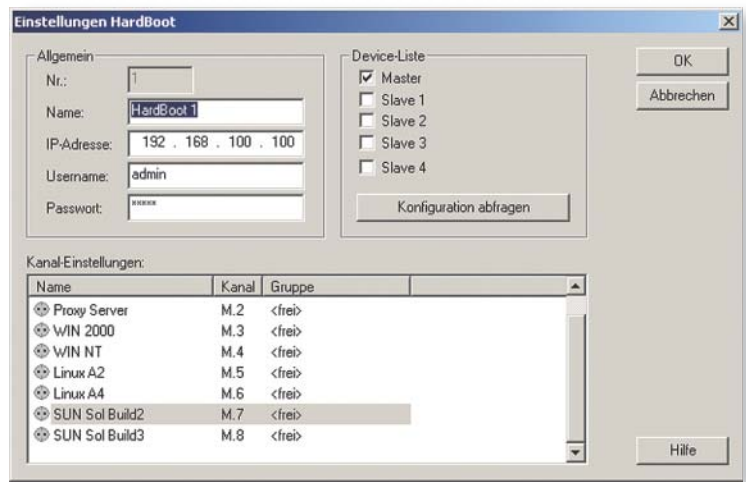 Einstellungen HardBoot
Allgemein
Nr.: 1
Name: HardBoot 1
IP-Adresse: 192 . 168 . 100 . 100
Username: admin
Passwort: *****
Device-Liste
Master
Slave 1
Slave 2
Slave 3
Slave 4
Konfiguration abfragen
OK
Abbrechen
Kanal-Einstellungen:
Name Kanal Gruppe
Proxy Server M.2 <frei>
WIN 2000 M.3 <frei>
WIN NT M.4 <frei>
Linux A2 M.5 <frei>
Linux A4 M.6 <frei>
SUN Sol Build2 M.7 <frei>
SUN Sol Build3 M.8 <frei>
Hilfe